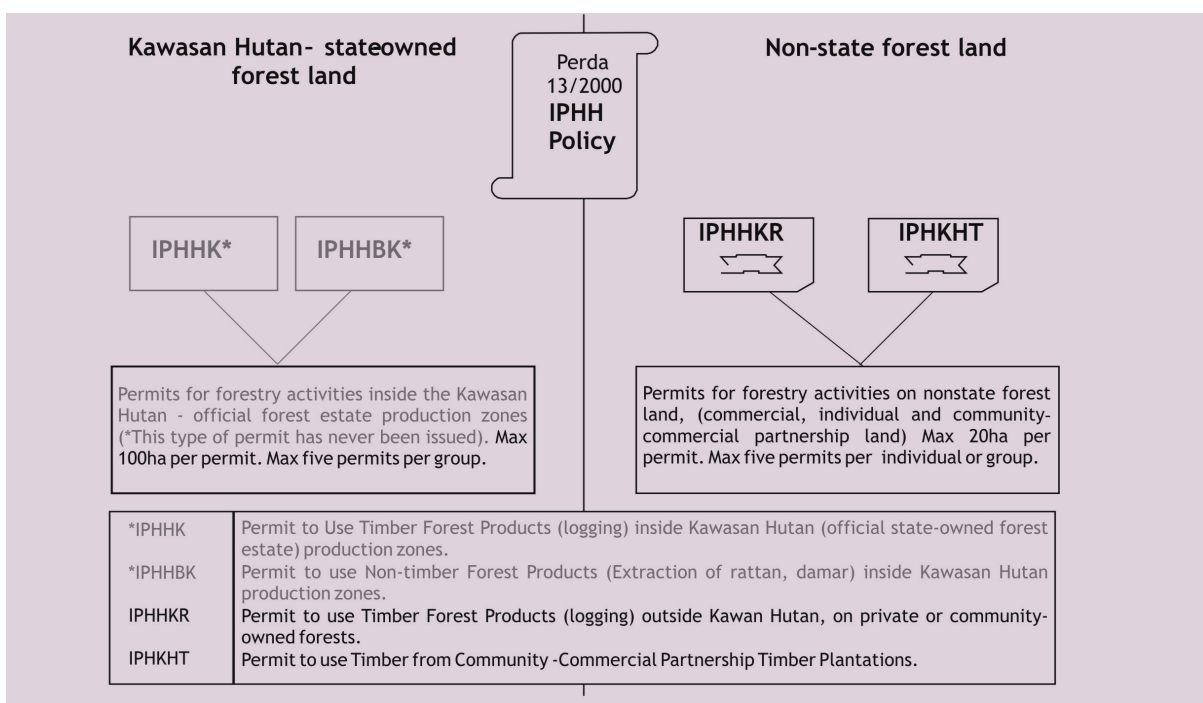 Kawasan Hutan– stateowned
forest land
Perda
13/2000
IPHH
Policy
Non-state forest land
IPHHK*
IPHHBK*
IPHHKR
IPHKHT
Permits for forestry activities inside the Kawasan
Hutan - official forest estate production zones
(*This type of permit has never been issued). Max
100ha per permit. Max five permits per group.
Permits for forestry activities on nonstate forest
land, (commercial, individual and community-
commercial partnership land) Max 20ha per
permit. Max five permits per individual or group.
*IPHHK Permit to Use Timber Forest Products (logging) inside Kawasan Hutan (official state-owned forest
estate) production zones.
*IPHHBK Permit to use Non-timber Forest Products (Extraction of rattan, damar) inside Kawasan Hutan
production zones.
IPHHKR Permit to use Timber Forest Products (logging) outside Kawan Hutan, on private or community-
owned forests.
IPHKHT Permit to use Timber from Community -Commercial Partnership Timber Plantations.